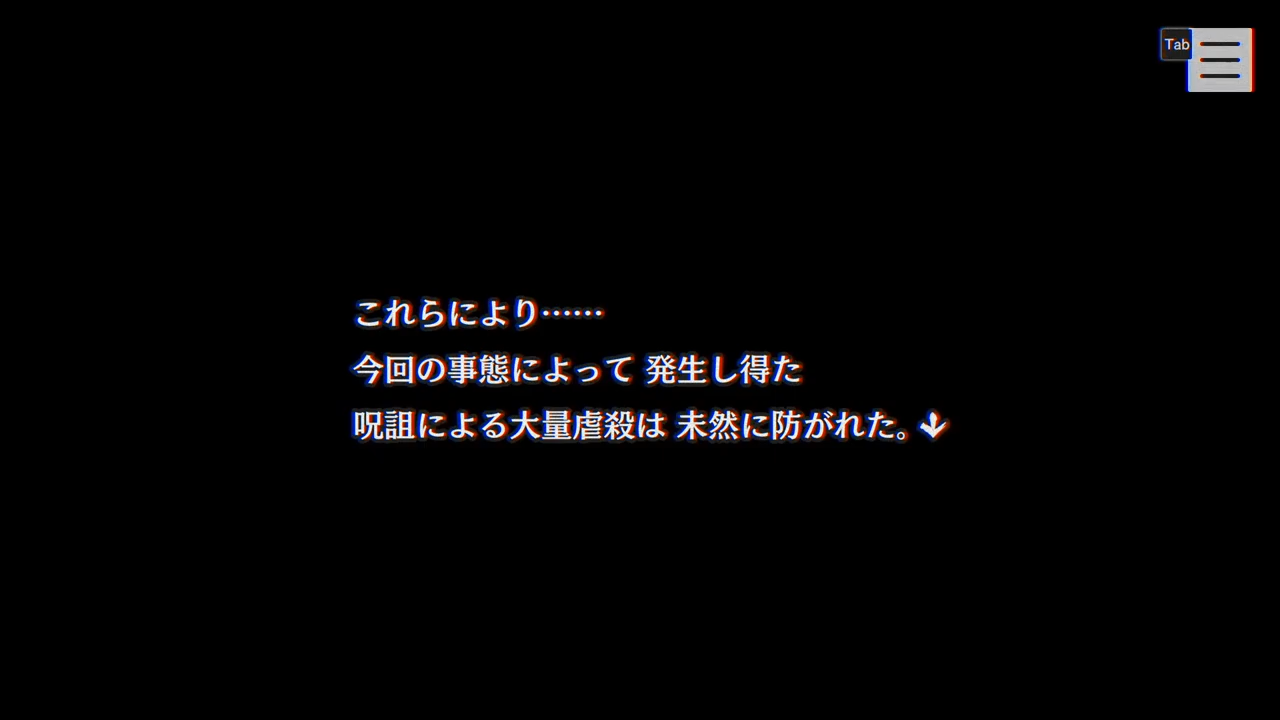 Tab
これらにより……
今回の事態によって 発生し得た
呪詛による大量虐殺は 未然に防がれた。